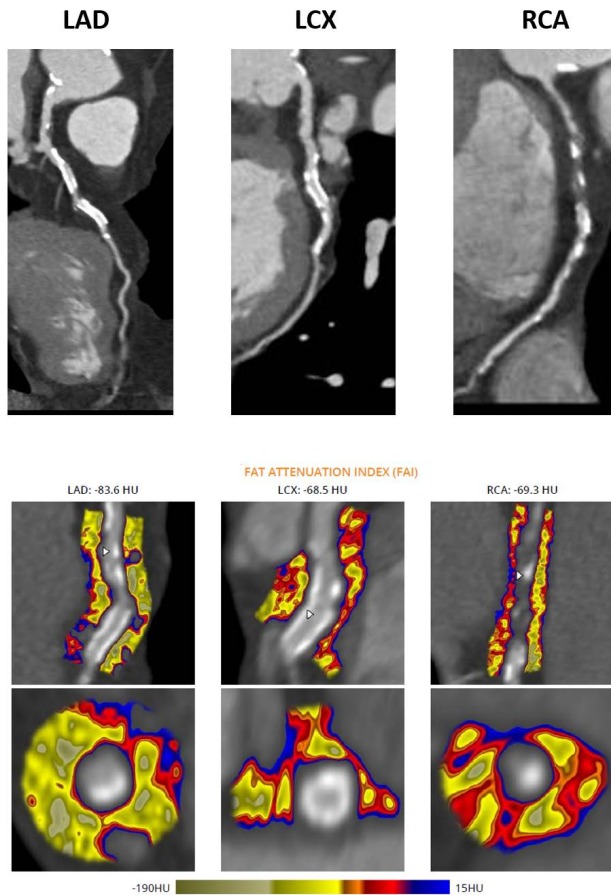 LAD LCX RCA
FAT ATTENUATION INDEX (FAI)
LAD: -83.6 HU LCX: -68.5 HU RCA: -69.3 HU
-190HU 15HU